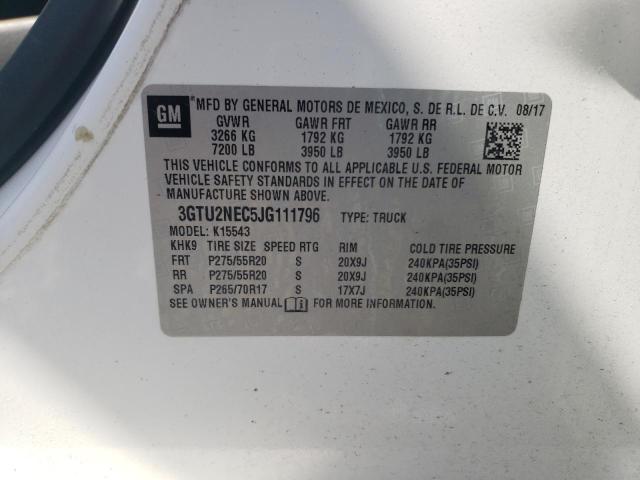 GM *MFD BY GENERAL MOTORS DE MEXICO, S. DE R.L. DE C.V. 08/17
GVWR GAWR FRT GAWR RR
3266 KG 1792 KG 1792 KG
7200 LB 3950 LB 3950 LB
THIS VEHICLE CONFORMS TO ALL APPLICABLE U.S. FEDERAL MOTOR
VEHICLE SAFETY STANDARDS IN EFFECT ON THE DATE OF
MANUFACTURE SHOWN ABOVE.
3GTU2NEC5JG111796 TYPE: TRUCK
MODEL: K15543
KHK9 TIRE SIZE SPEED RTG RIM COLD TIRE PRESSURE
FRT P275/55R20 S 20X9J 240KPA(35PSI)
RR P275/55R20 S 20X9J 240KPA(35PSI)
SPA P265/70R17 S 17X7J 240KPA(35PSI)
SEE OWNER'S MANUAL i FOR MORE INFORMATION.